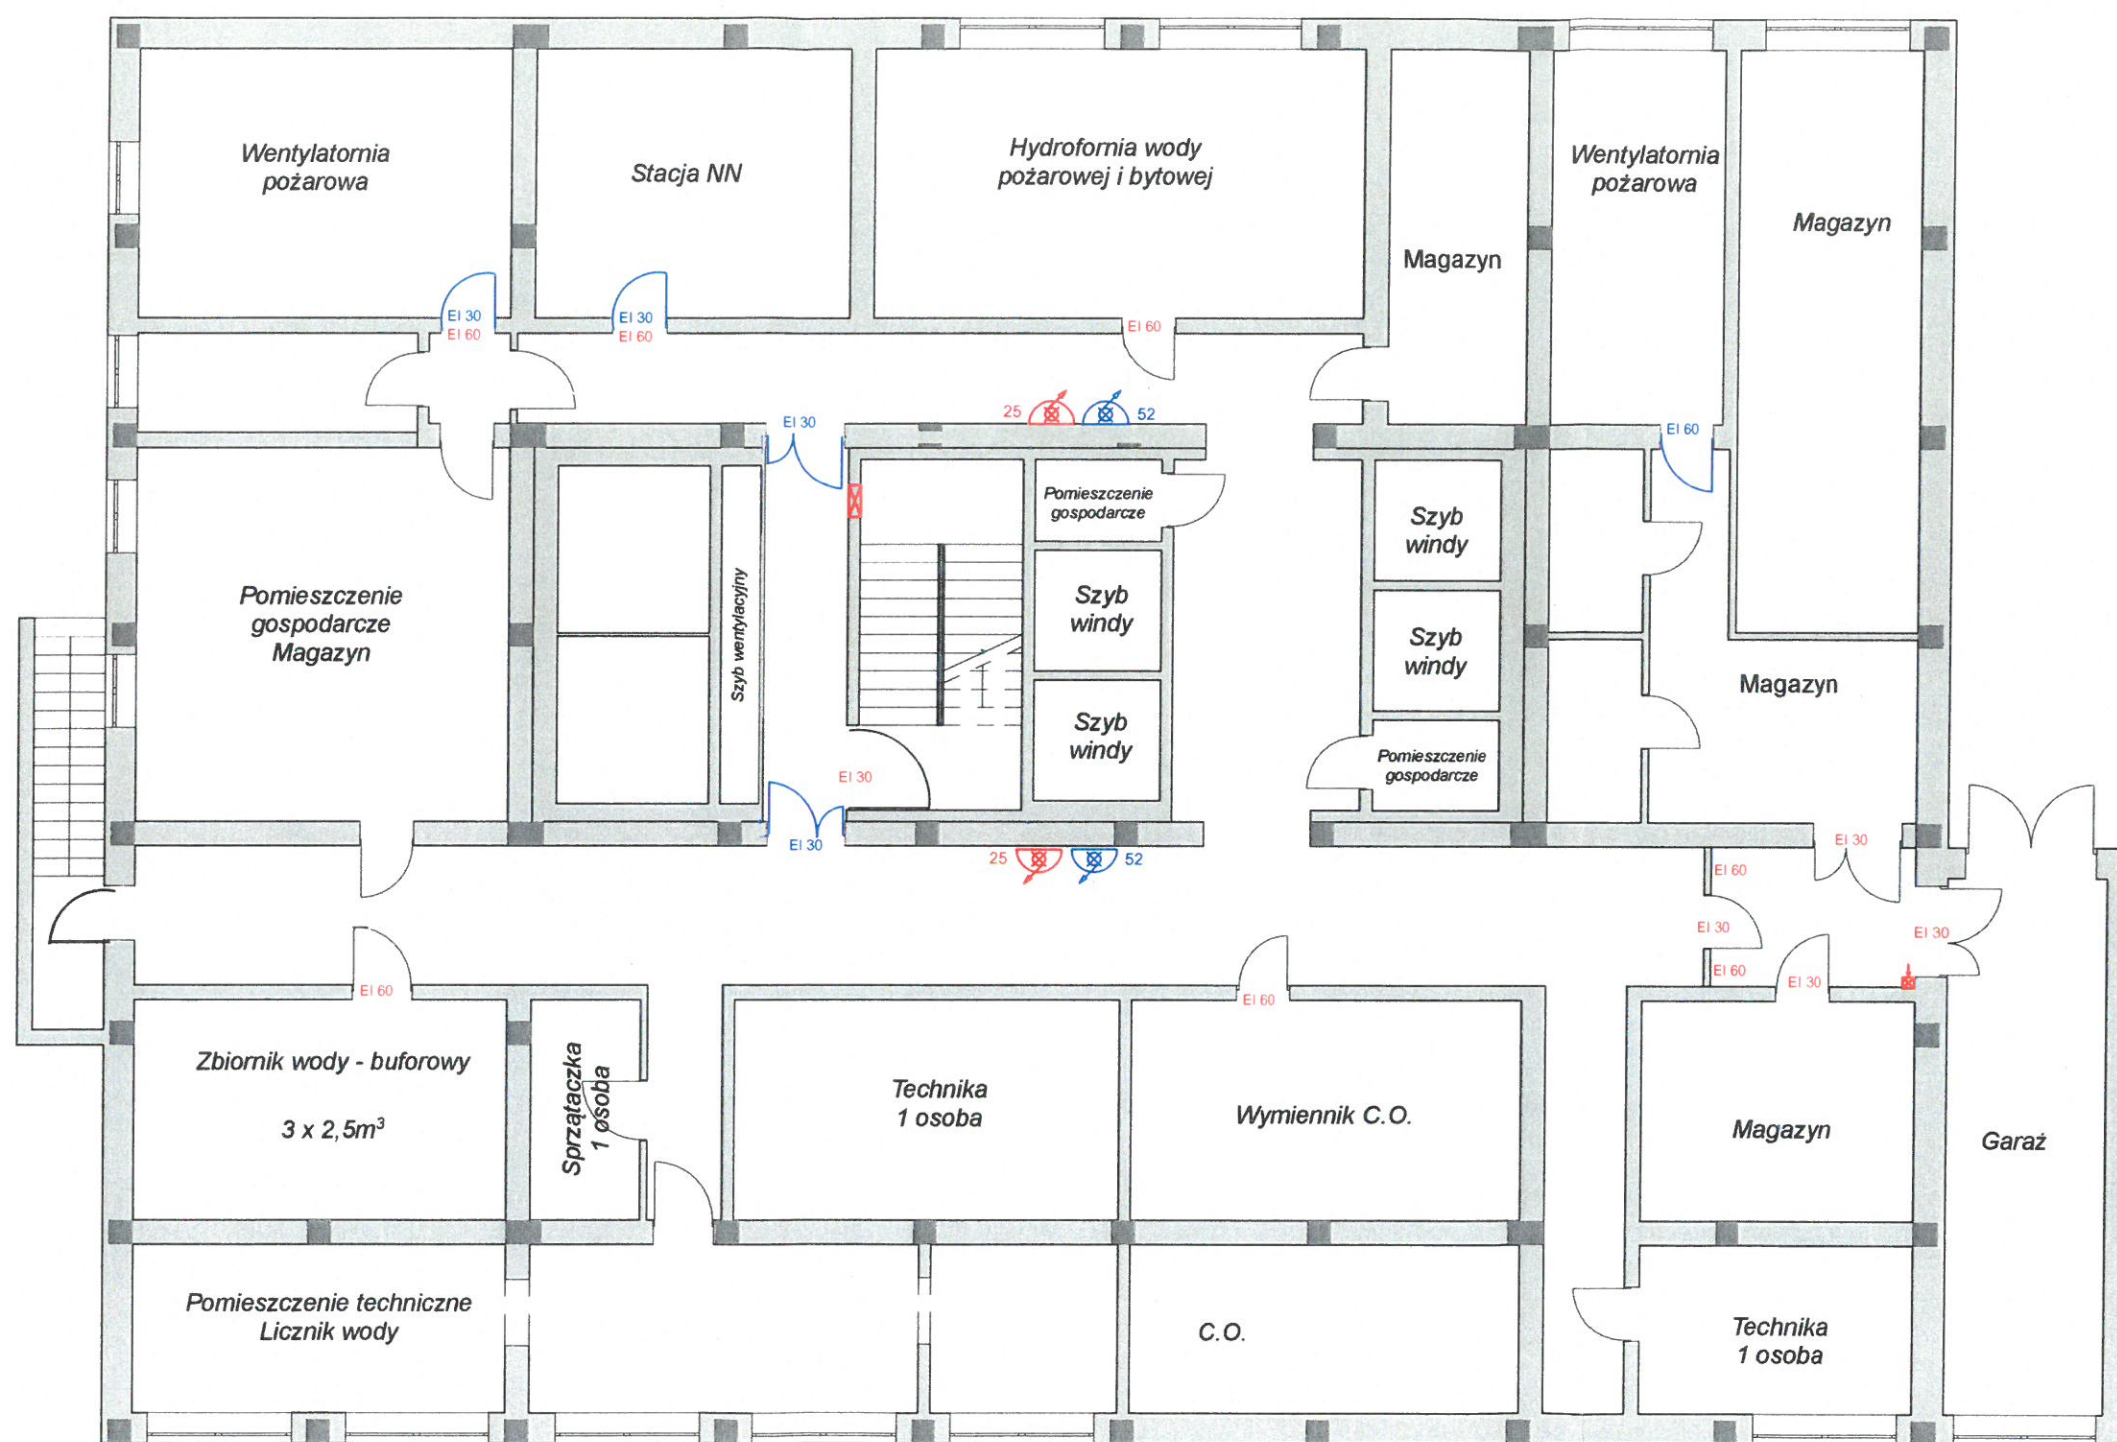 Wentylatornia
pożarowa
Stacja NN
Hydrofornia wody
pożarowej i bytowej
Magazyn
Wentylatornia
pożarowa
Magazyn
EI 30
EI 60
EI 30
EI 60
EI 60
25
52
EI 30
EI 60
Pomieszczenie
gospodarcze
Szyb
windy
Pomieszczenie
gospodarcze
Magazyn
Szyb wentylacyjny
Szyb
windy
Szyb
windy
Magazyn
Szyb
windy
Pomieszczenie
gospodarcze
EI 30
EI 30
25
52
EI 30
EI 60
EI 30
EI 30
EI 60
EI 30
EI 60
EI 60
Zbiornik wody - buforowy
3 x 2,5m³
Sprzątaczka
1 osoba
Technika
1 osoba
Wymiennik C.O.
Magazyn
Garaż
Pomieszczenie techniczne
Licznik wody
C.O.
Technika
1 osoba